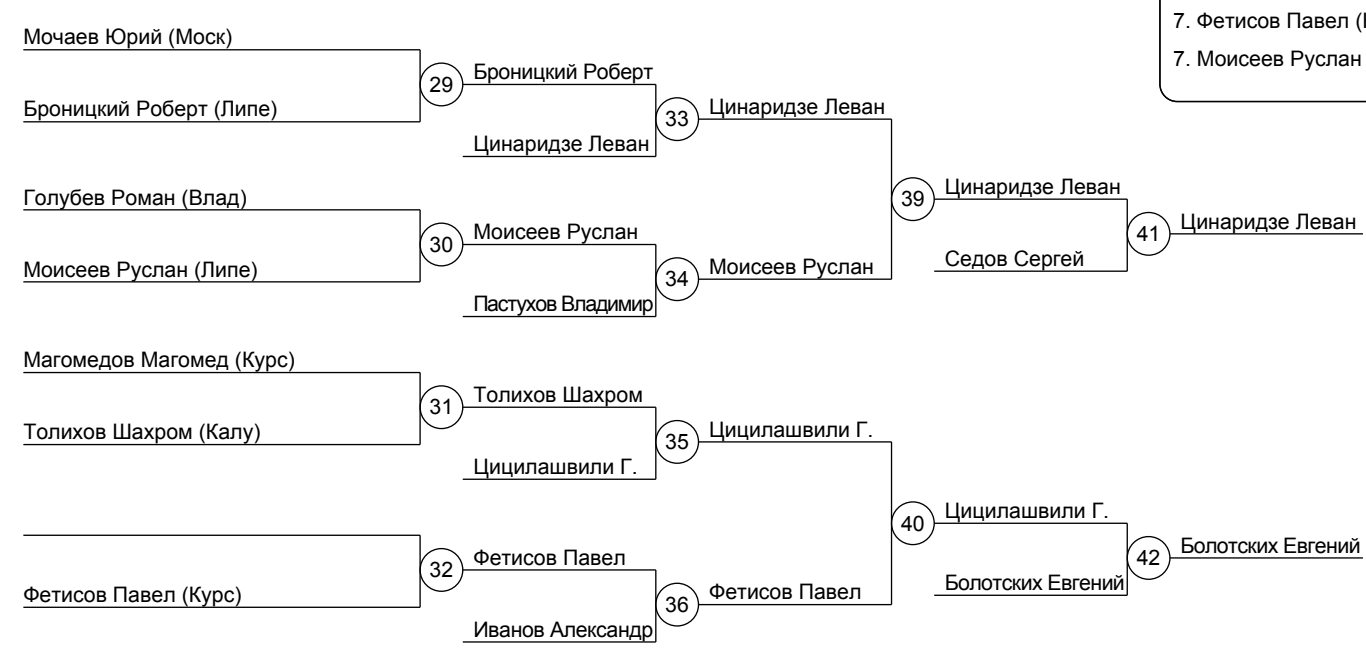 7. Фетисов Павел (
7. Моисеев Руслан
Мочаев Юрий (Моск)
29
Броницкий Роберт
Броницкий Роберт (Липе)
33
Цинаридзе Леван
Цинаридзе Леван
Голубев Роман (Влад)
39
Цинаридзе Леван
30
Моисеев Руслан
41
Цинаридзе Леван
Моисеев Руслан (Липе)
34
Моисеев Руслан
Седов Сергей
Пастухов Владимир
Магомедов Магомед (Курс)
31
Толихов Шахром
Толихов Шахром (Калу)
35
Цицилашвили Г.
Цицилашвили Г.
40
Цицилашвили Г.
32
Фетисов Павел
42
Болотских Евгений
Фетисов Павел (Курс)
36
Фетисов Павел
Болотских Евгений
Иванов Александр